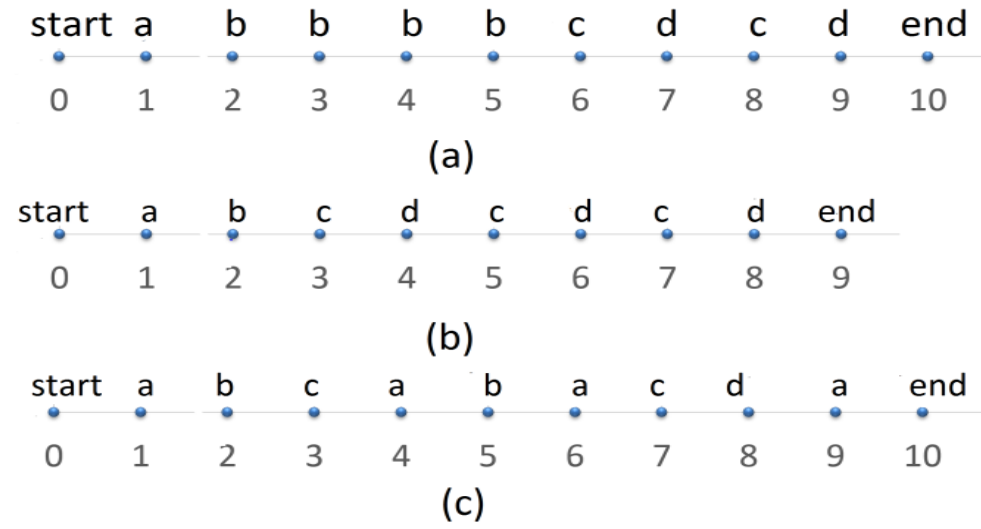 start a b b b b c d c d end
0 1 2 3 4 5 6 7 8 9 10
(a)
start a b c d c d c d end
0 1 2 3 4 5 6 7 8 9
(b)
start a b c a b a c d a end
0 1 2 3 4 5 6 7 8 9 10
(c)